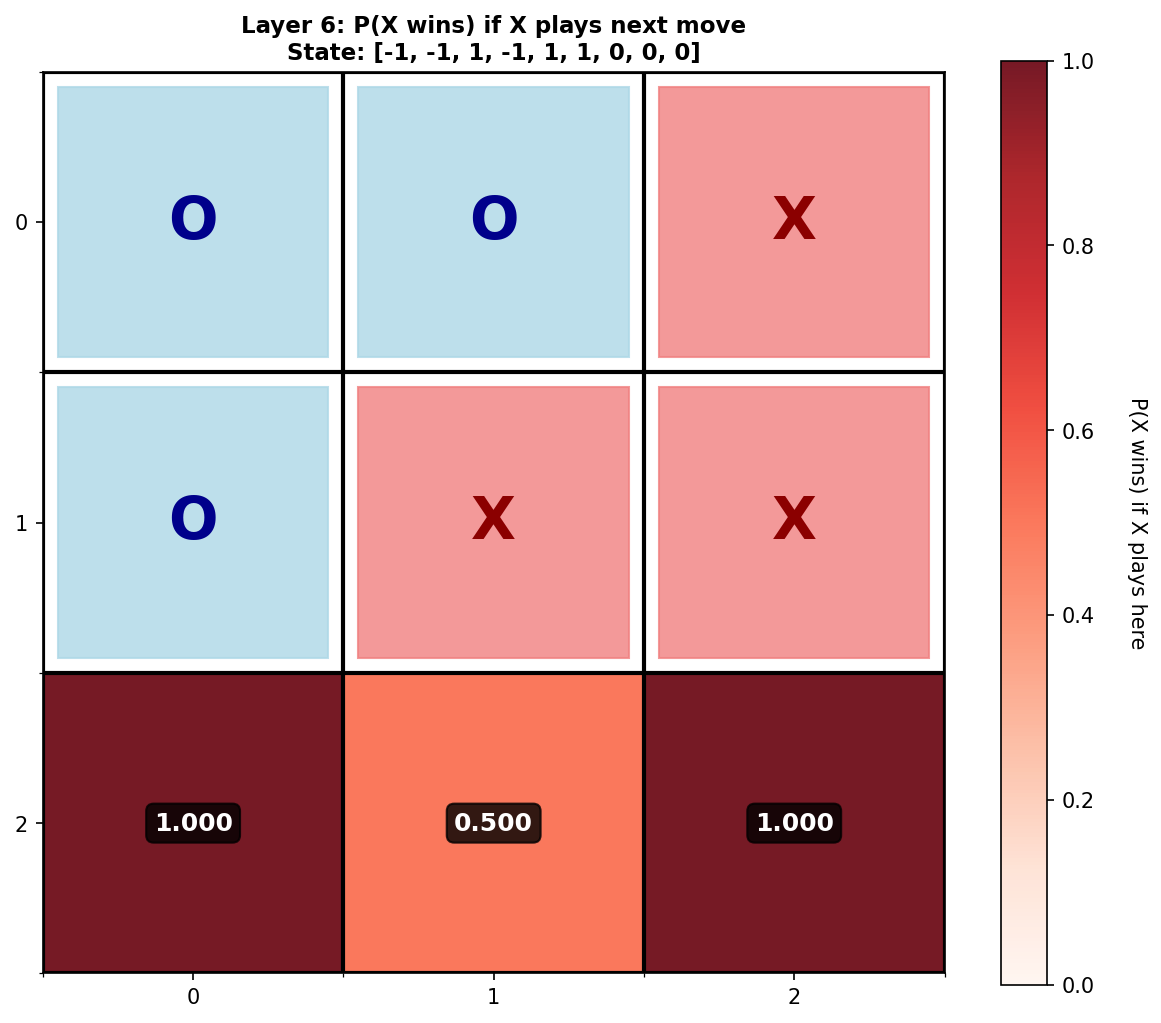 Layer 6: P(X wins) if X plays next move
State: [-1, -1, 1, -1, 1, 1, 0, 0, 0]
0
O
O
X
1
O
X
X
2
1.000
0.500
1.000
0
1
2
1.0
0.8
0.6
0.4
0.2
0.0
P(X wins) if X plays here